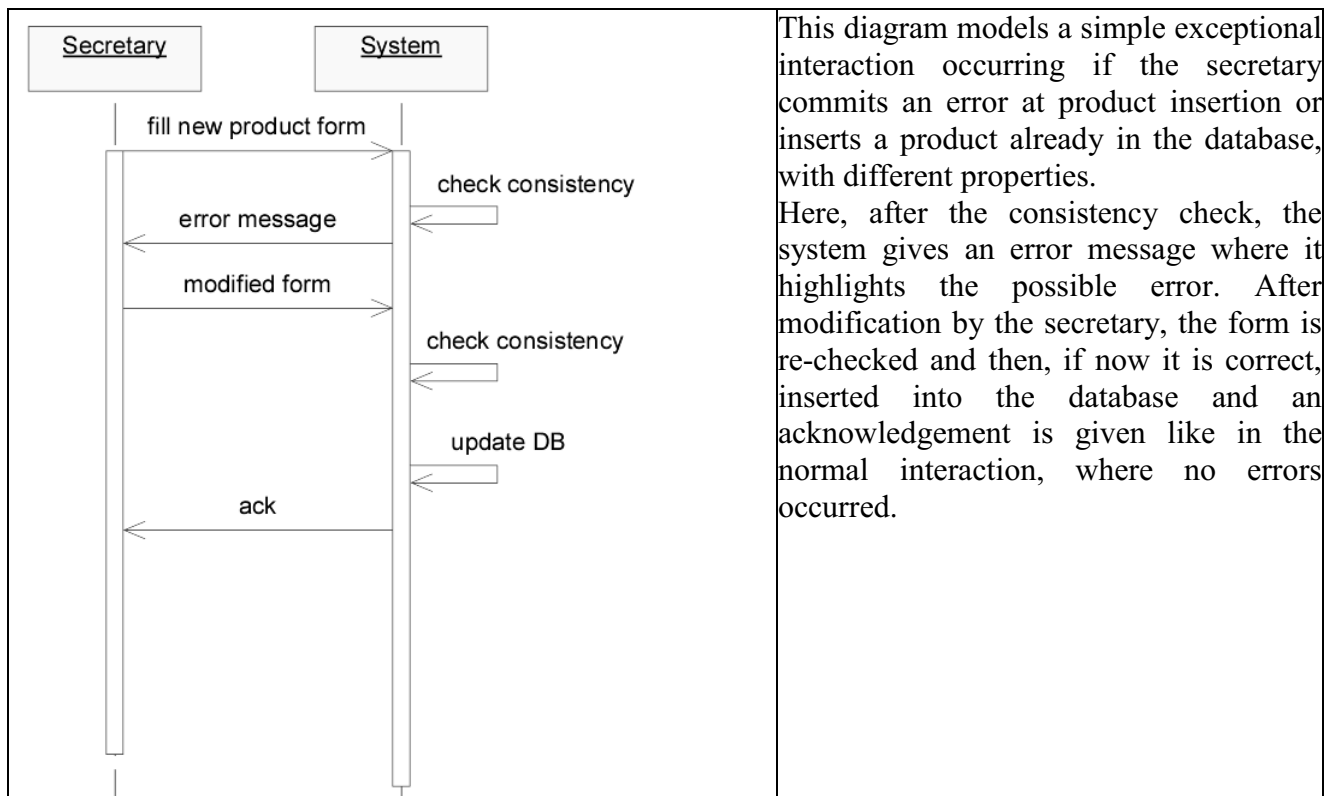 Secretary
System
fill new product form
check consistency
error message
modified form
check consistency
update DB
ack
This diagram models a simple exceptional
interaction occurring if the secretary
commits an error at product insertion or
inserts a product already in the database,
with different properties.
Here, after the consistency check, the
system gives an error message where it
highlights the possible error. After
modification by the secretary, the form is
re-checked and then, if now it is correct,
inserted into the database and an
acknowledgement is given like in the
normal interaction, where no errors
occurred.